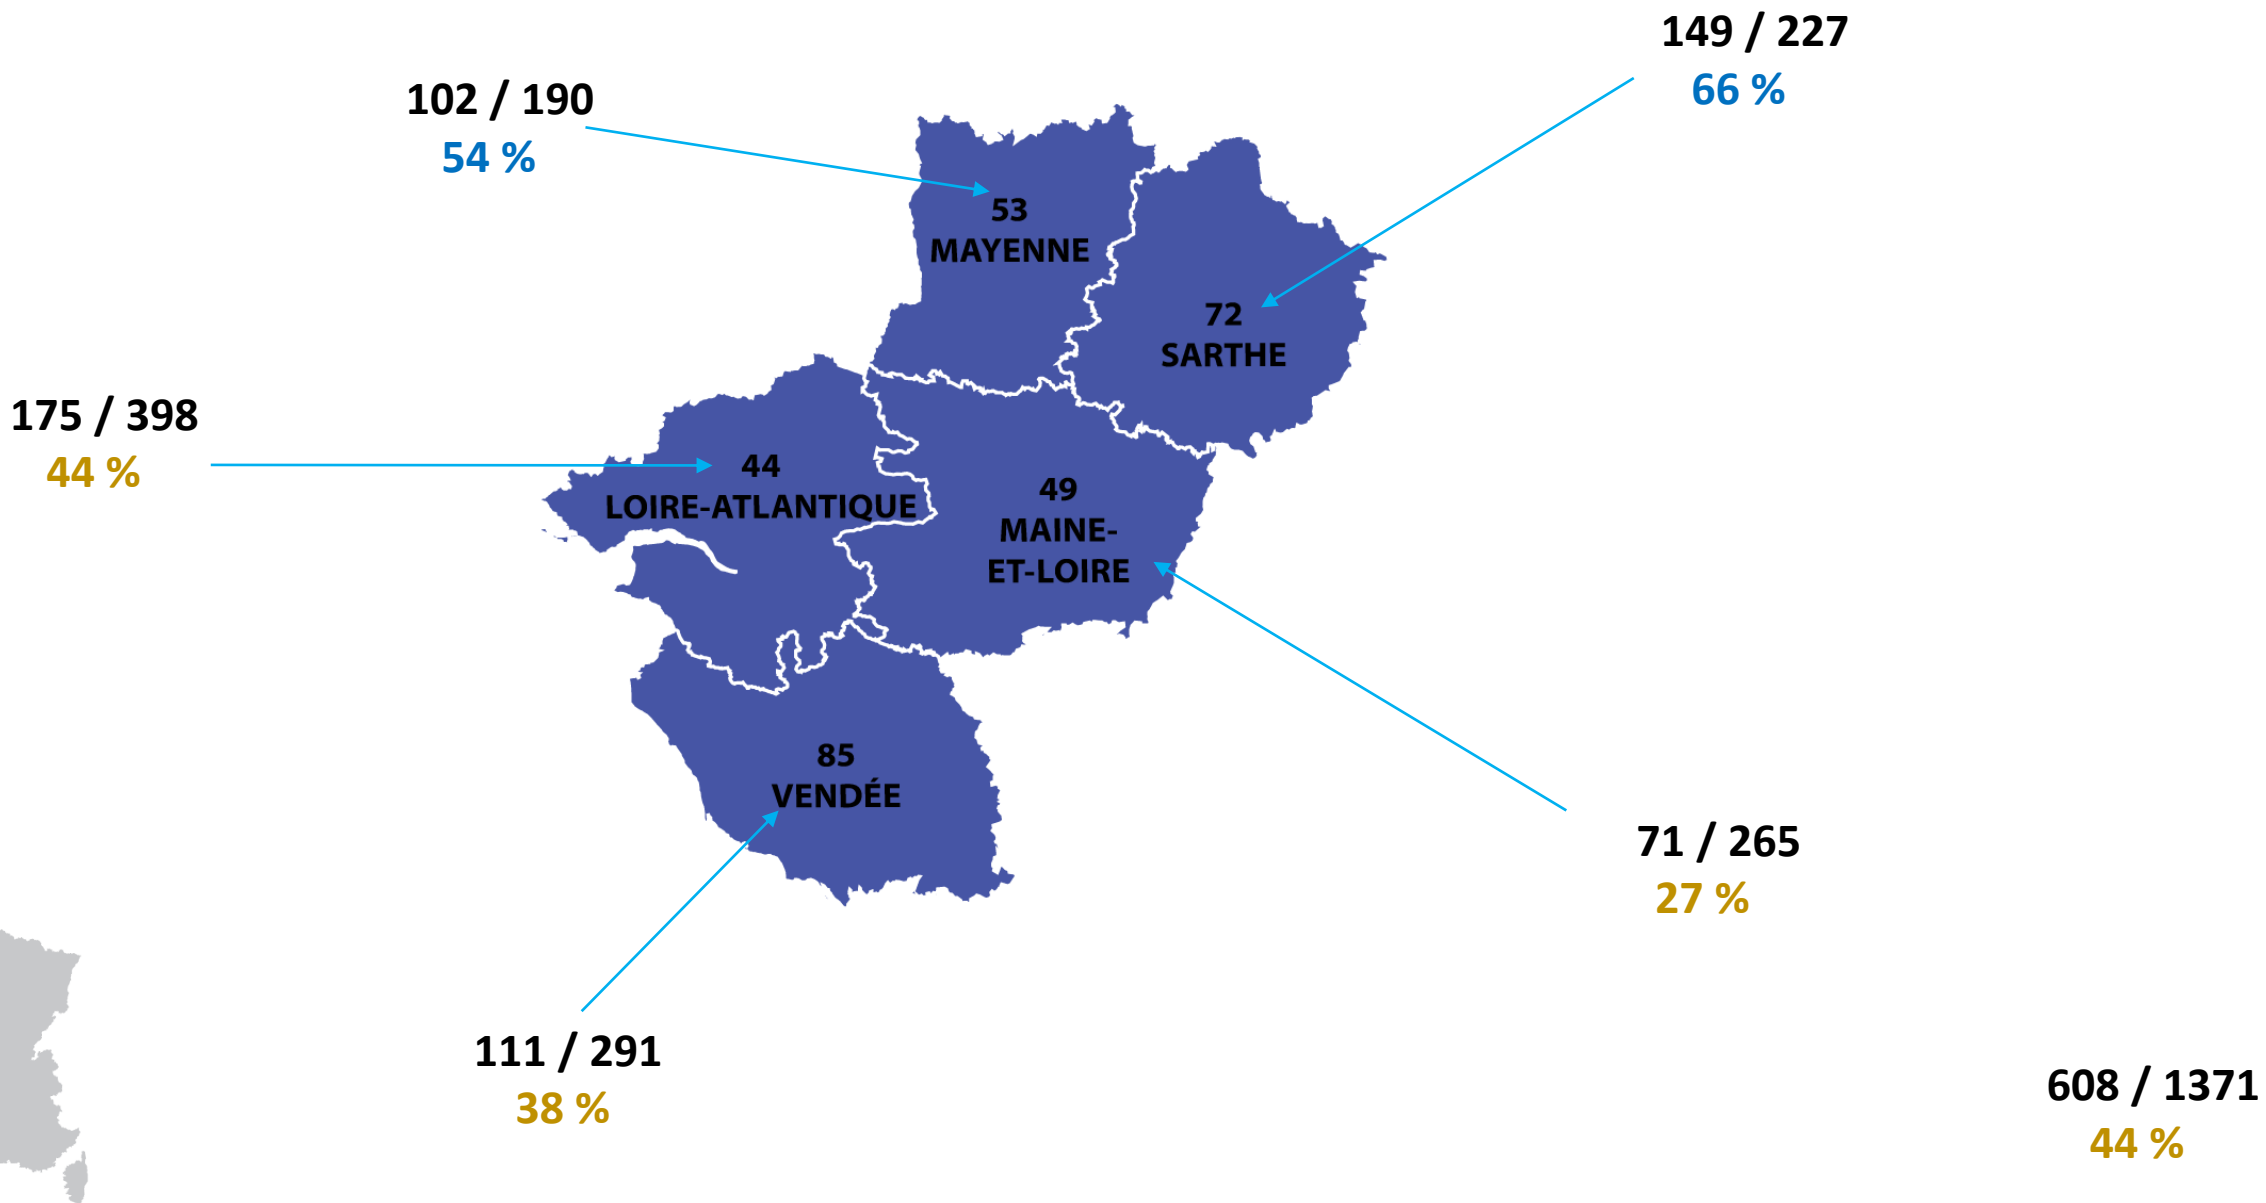 149 / 227
66 %
102 / 190
54 %
53
MAYENNE
72
SARTHE
175 / 398
44 %
44
LOIRE-ATLANTIQUE
49
MAINE-
ET-LOIRE
85
VENDÉE
71 / 265
27 %
111 / 291
38 %
608 / 1371
44 %